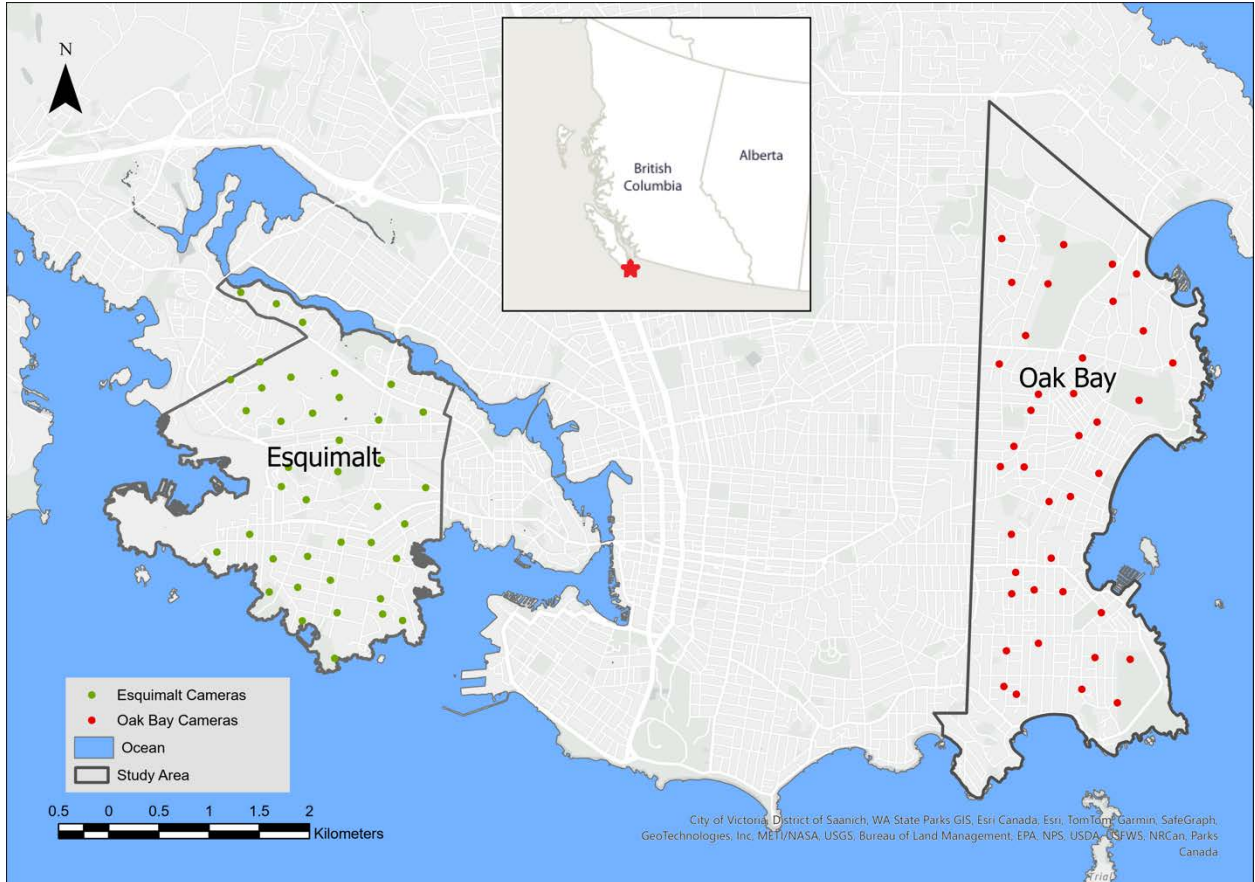 N
British
Columbia
Alberta
Oak Bay
Esquimalt
Esquimalt Cameras
Oak Bay Cameras
Ocean
Study Area
0.5 0 0.5 1 1.5 2
Kilometers
City of Victoria, District of Saanich, WA State Parks GIS, Esri Canada, Esri, TomTom, Garmin, SafeGraph,
GeoTechnologies, Inc, METI/NASA, USGS, Bureau of Land Management, EPA, NPS, USDA, USFWS, NRCan, Parks
Canada
Trial